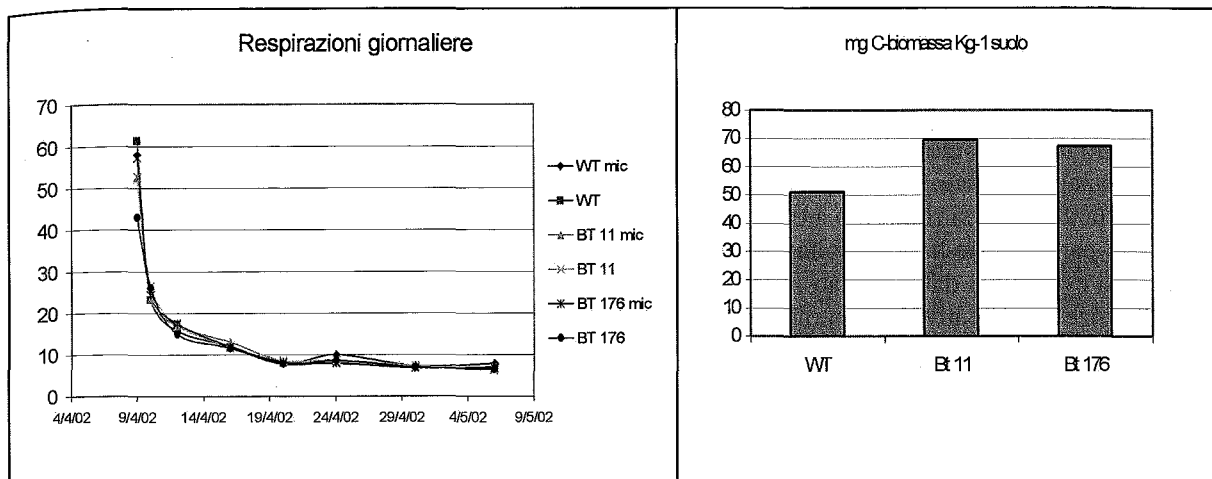 Respirazioni giornaliere
70
60
50
40
30
20
10
0
4/4/02 9/4/02 14/4/02 19/4/02 24/4/02 29/4/02 4/5/02 9/5/02
WT mic
WT
BT 11 mic
BT 11
BT 176 mic
BT 176
mg C-biomassa Kg-1 suolo
80
70
60
50
40
30
20
10
0
WT Bt 11 Bt 176